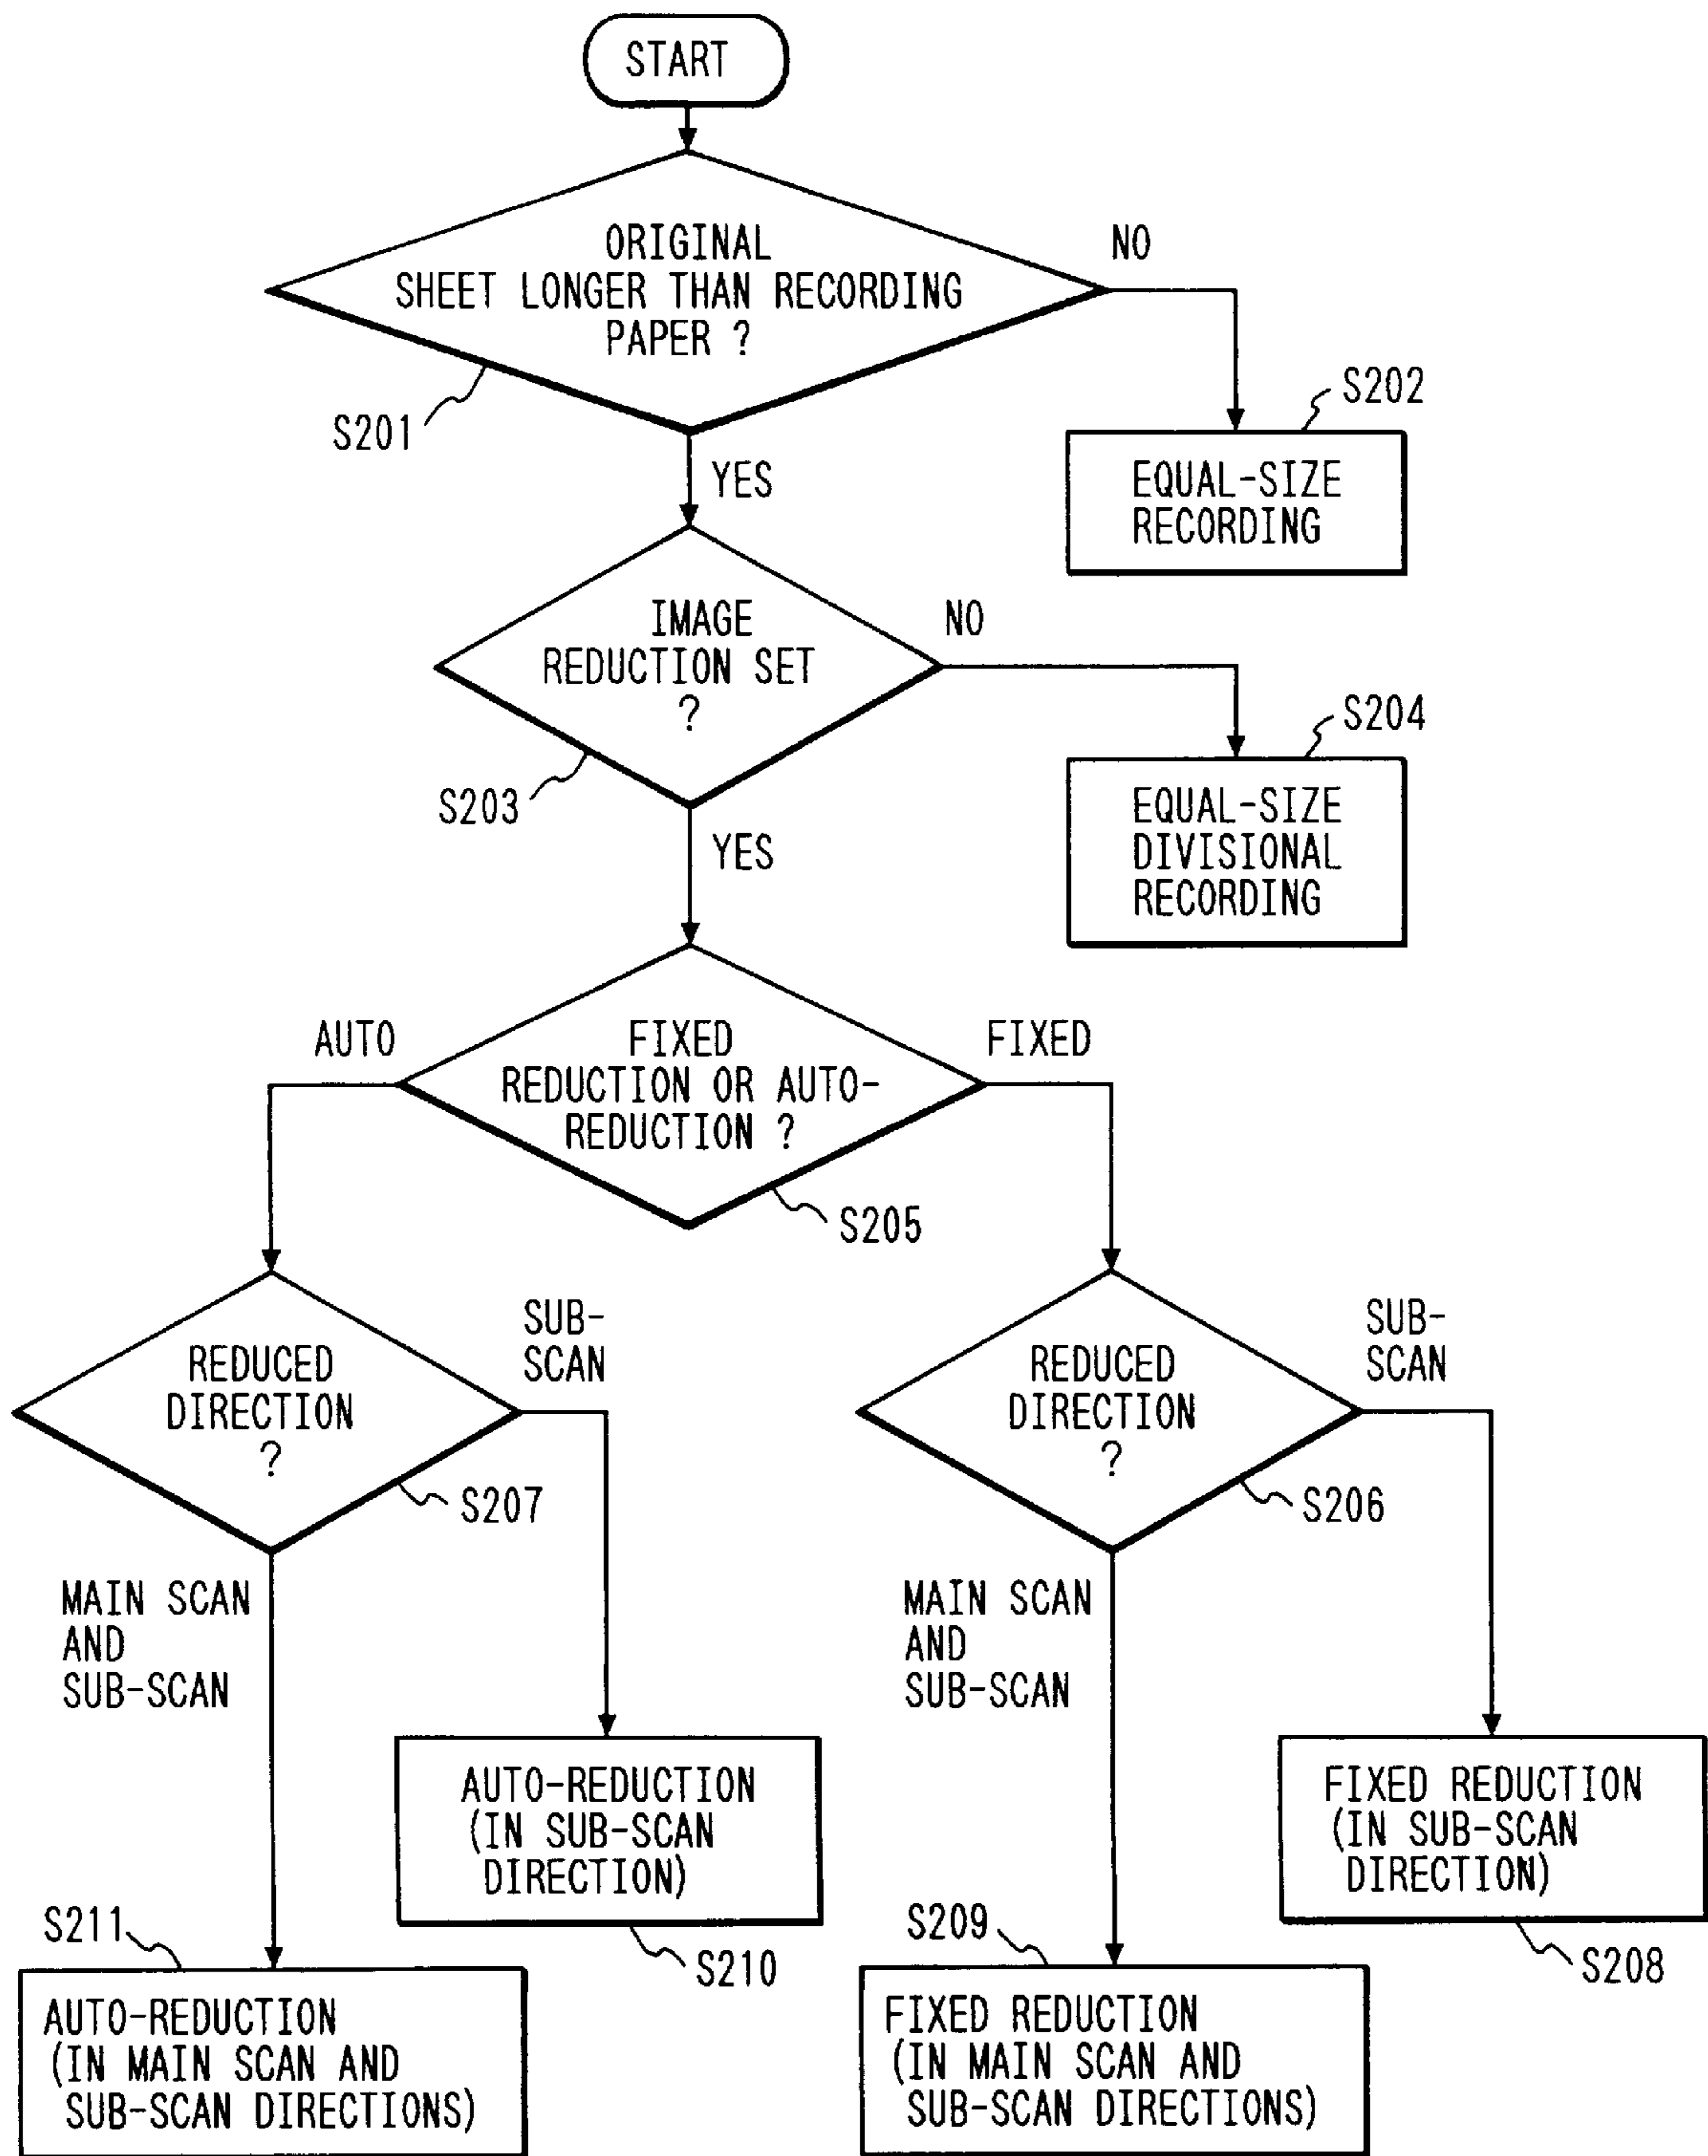 START
ORIGINAL
SHEET LONGER THAN RECORDING
PAPER ?
NO
S201
YES
S202
EQUAL-SIZE
RECORDING
IMAGE
REDUCTION SET
?
NO
S203
YES
S204
EQUAL-SIZE
DIVISIONAL
RECORDING
AUTO
FIXED
REDUCTION OR AUTO-
REDUCTION ?
FIXED
S205
REDUCED
DIRECTION
?
SUB-
SCAN
S207
MAIN SCAN
AND
SUB-SCAN
REDUCED
DIRECTION
?
SUB-
SCAN
S206
MAIN SCAN
AND
SUB-SCAN
AUTO-REDUCTION
(IN SUB-SCAN
DIRECTION)
S210
FIXED REDUCTION
(IN SUB-SCAN
DIRECTION)
S208
S211
AUTO-REDUCTION
(IN MAIN SCAN AND
SUB-SCAN DIRECTIONS)
S209
FIXED REDUCTION
(IN MAIN SCAN AND
SUB-SCAN DIRECTIONS)